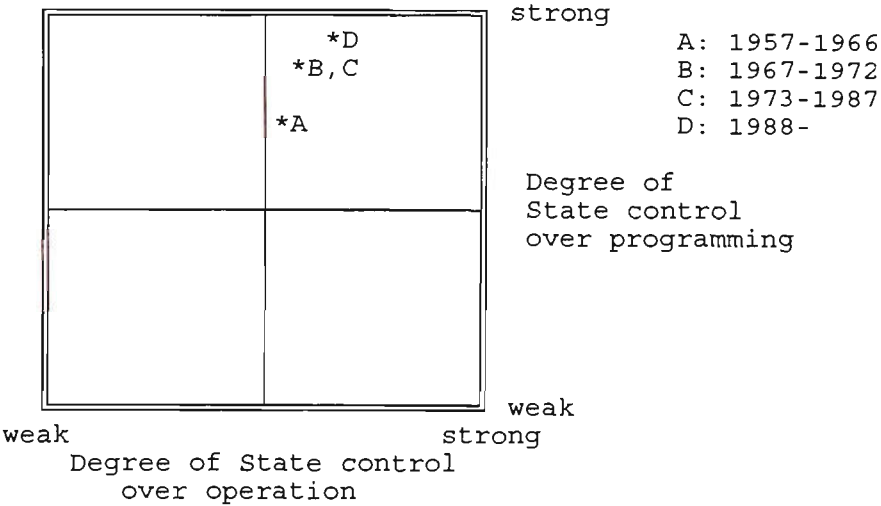 strong
*D
*B,C
*A
A: 1957-1966
B: 1967-1972
C: 1973-1987
D: 1988-
Degree of
State control
over programming
weak
weak
strong
Degree of State control
over operation